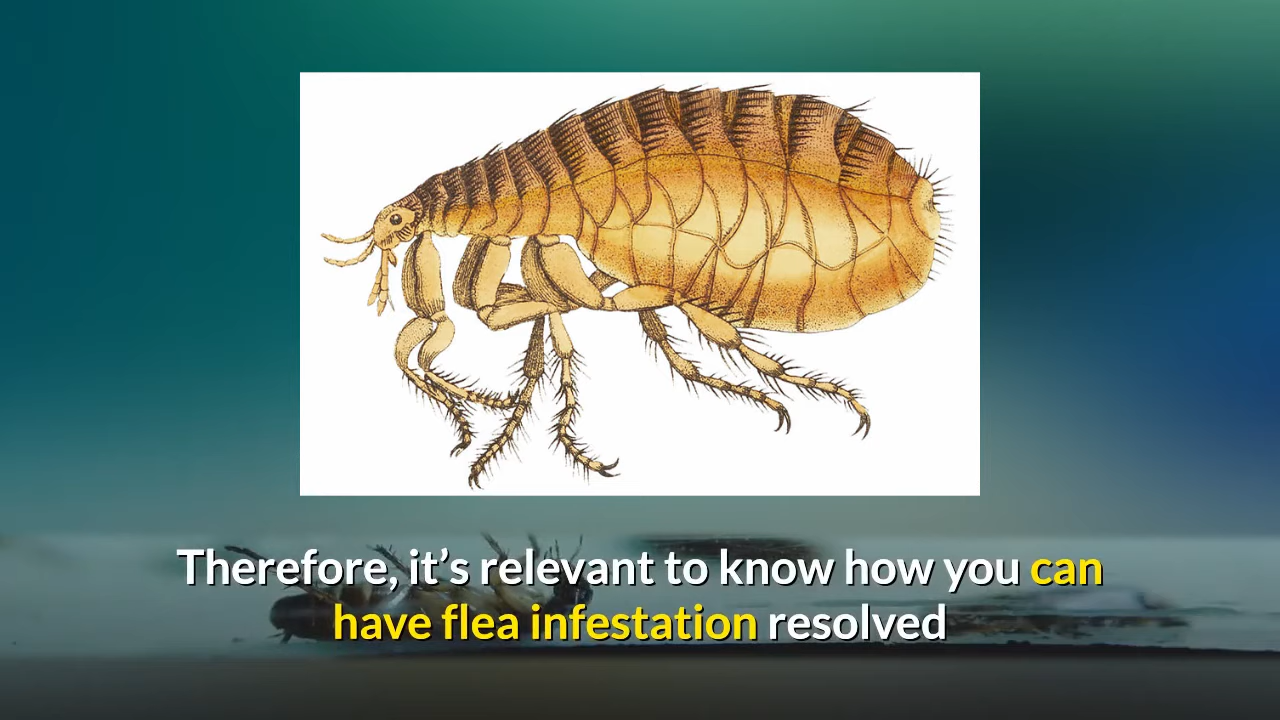 Therefore, it’s relevant to know how you can
have flea infestation resolved